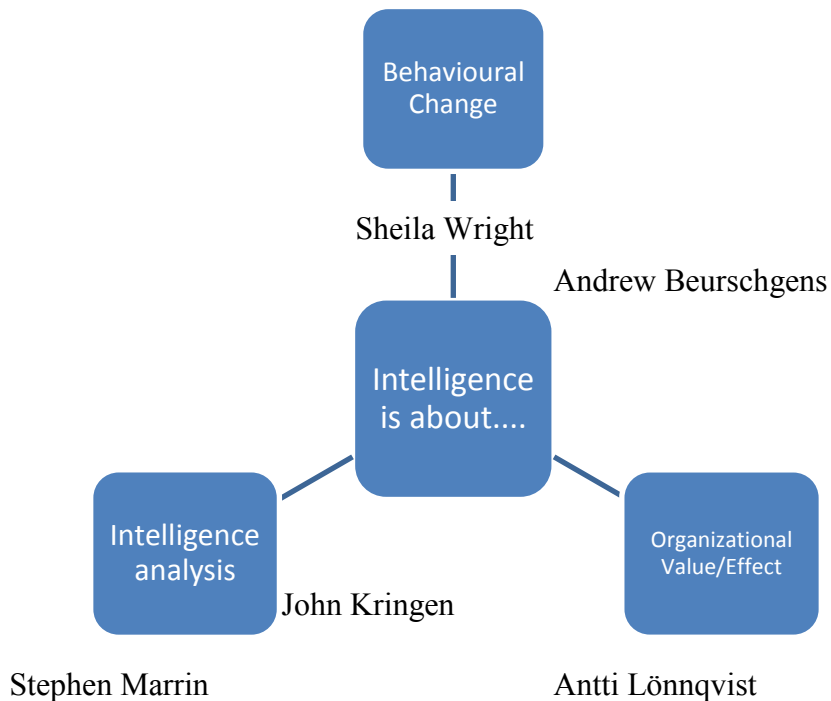 Behavioural
Change
Sheila Wright
Andrew Beurschgens
Intelligence
is about....
Intelligence
analysis
Organizational
Value/Effect
John Kringen
Stephen Marrin
Antti Lönnqvist